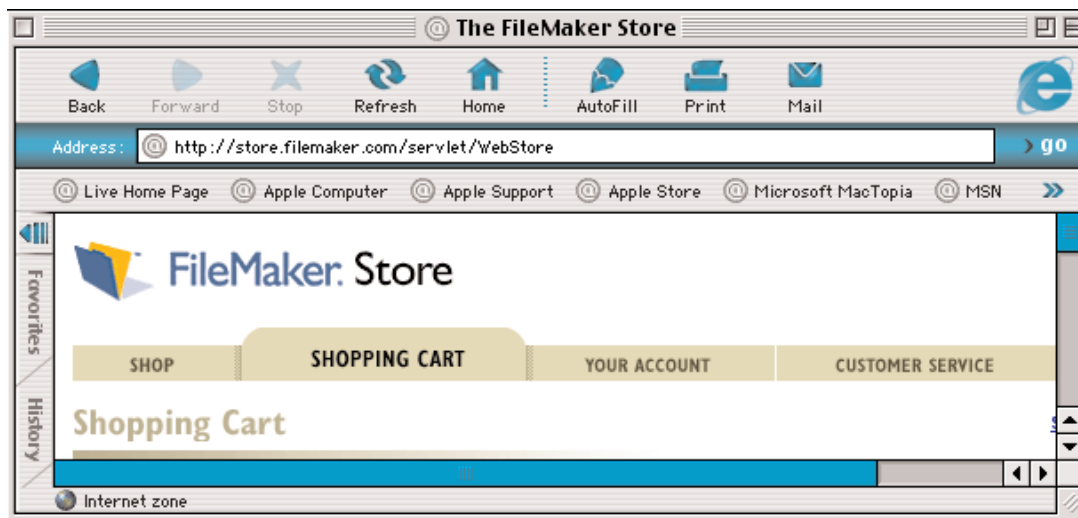 The FileMaker Store
Back Forward Stop Refresh Home AutoFill Print Mail
Address: http://store.filemaker.com/servlet/WebStore go
Live Home Page Apple Computer Apple Support Apple Store Microsoft MacTopia MSN
Favorites
History
FileMaker. Store
SHOP SHOPPING CART YOUR ACCOUNT CUSTOMER SERVICE
Shopping Cart
Internet zone